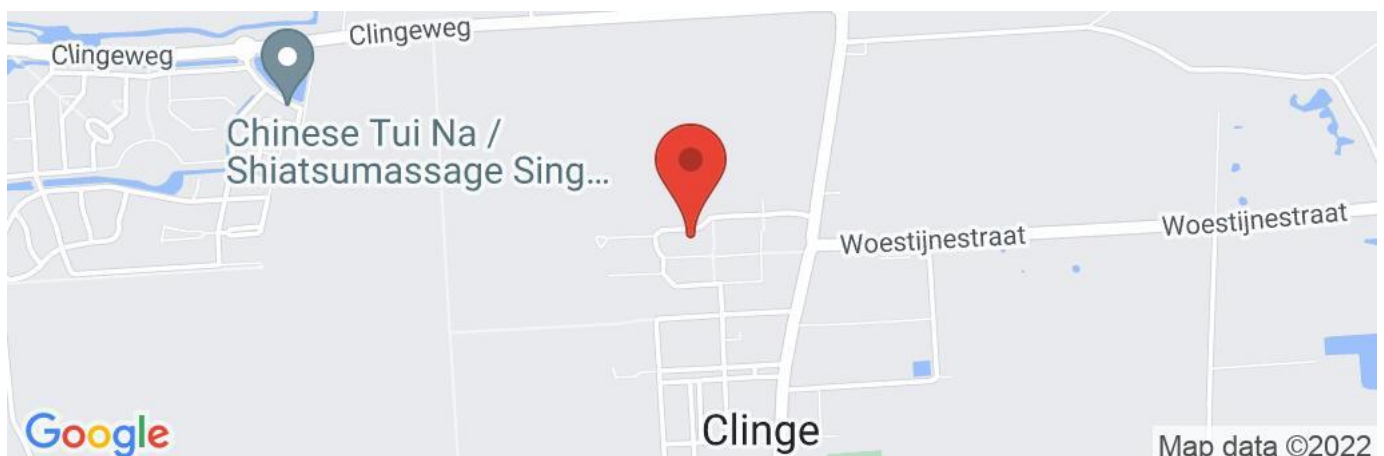 Clingeweg
Clingeweg
Chinese Tui Na /
Shiatsumassage Sing...
Woestijnestraat
Woestijnestraat
Clinge
Google
Map data ©2022